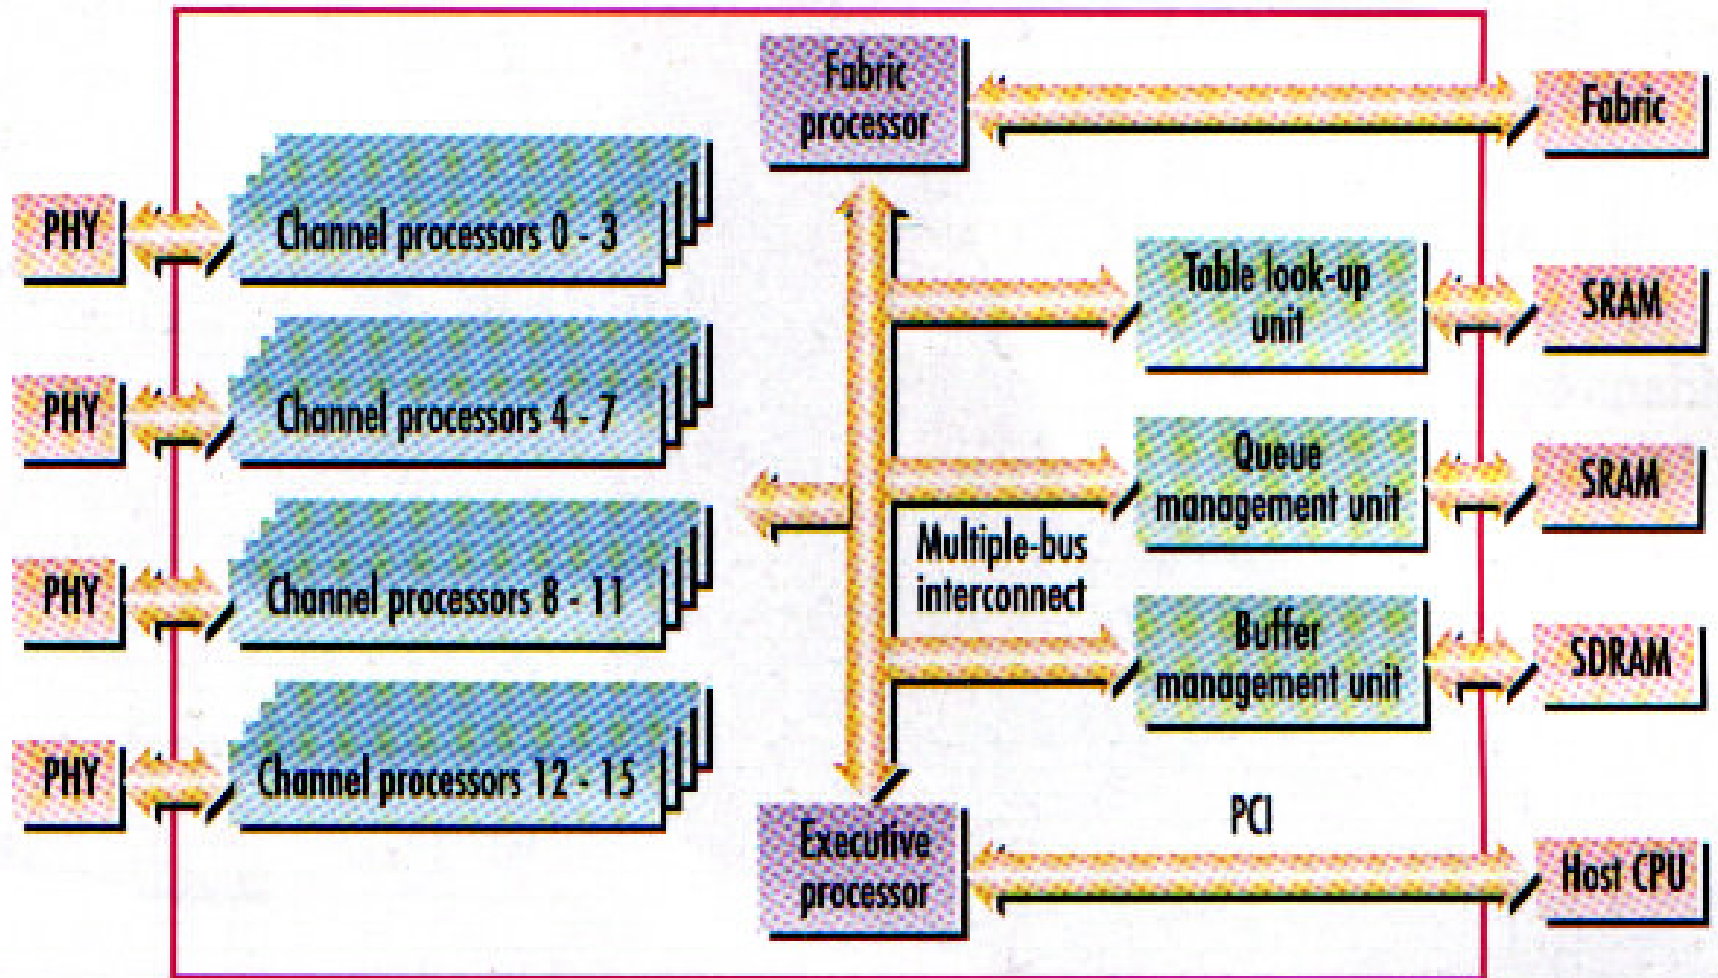 Fabric
processor
Fabric
PHY
Channel processors 0 - 3
Table look-up
unit
SRAM
PHY
Channel processors 4 - 7
Queue
management unit
SRAM
Multiple-bus
interconnect
PHY
Channel processors 8 - 11
Buffer
management unit
SDRAM
PHY
Channel processors 12 - 15
PCI
Executive
processor
Host CPU